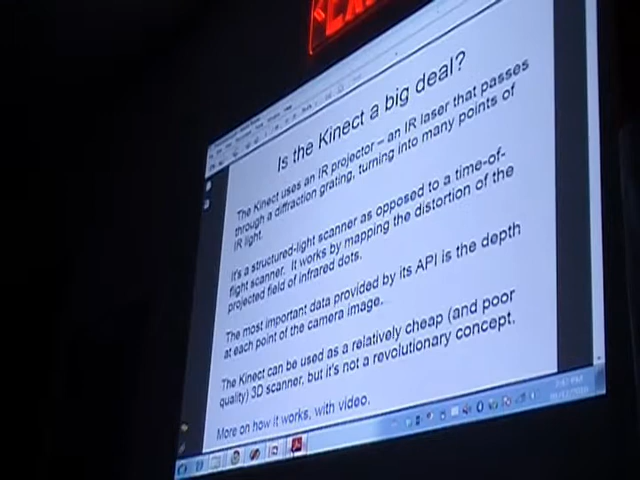 EX
Is the Kinect a big deal?
The Kinect uses an IR projector – an IR laser that passes
through a diffraction grating, turning into many points of
IR light.
It's a structured-light scanner as opposed to a time-of-
flight scanner. It works by mapping the distortion of the
projected field of infrared dots.
The most important data provided by its API is the depth
at each point of the camera image.
The Kinect can be used as a relatively cheap (and poor
quality) 3D scanner, but it's not a revolutionary concept.
More on how it works, with video.